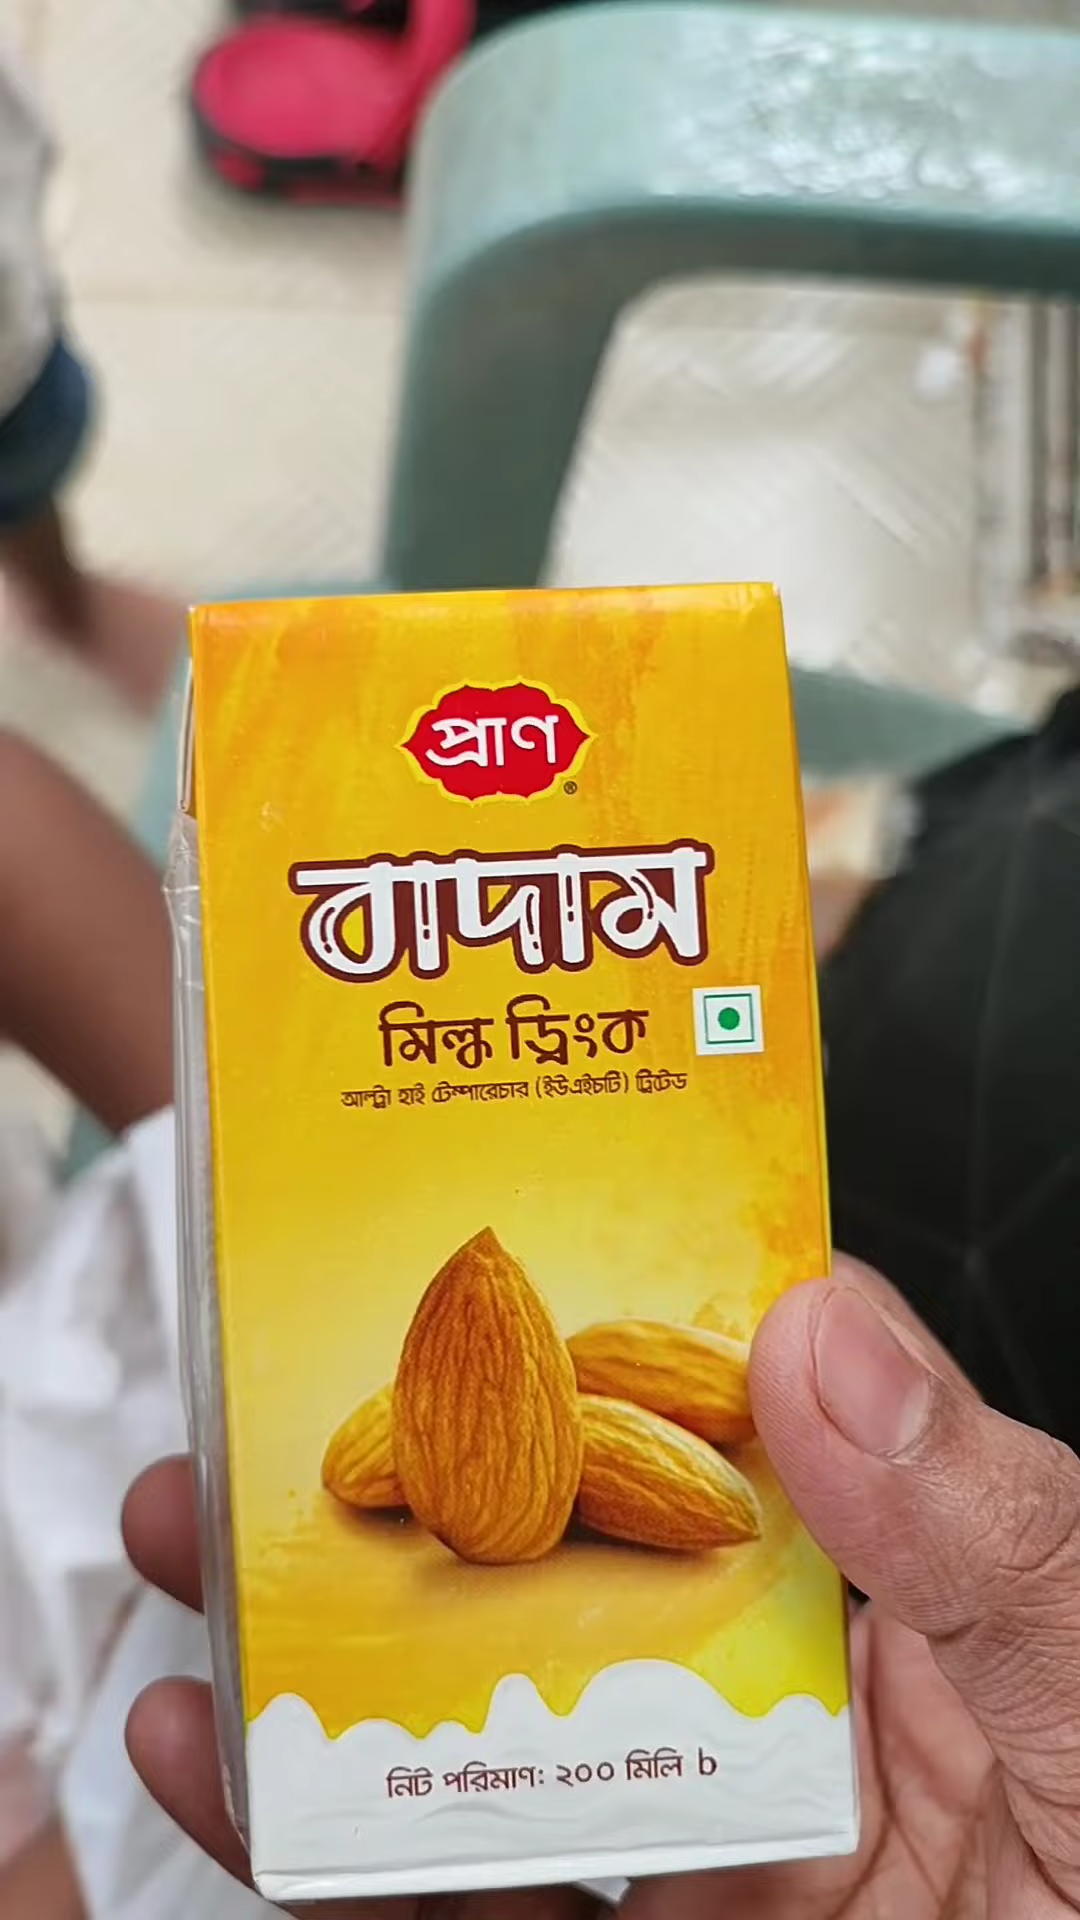 প্রাণ
®
বাদাম
মিল্ক ড্রিংক
আল্ট্রা হাই টেম্পারেচার (ইউএইচটি) ট্রিটেড
নিট পরিমাণ: ২০০ মিলি b